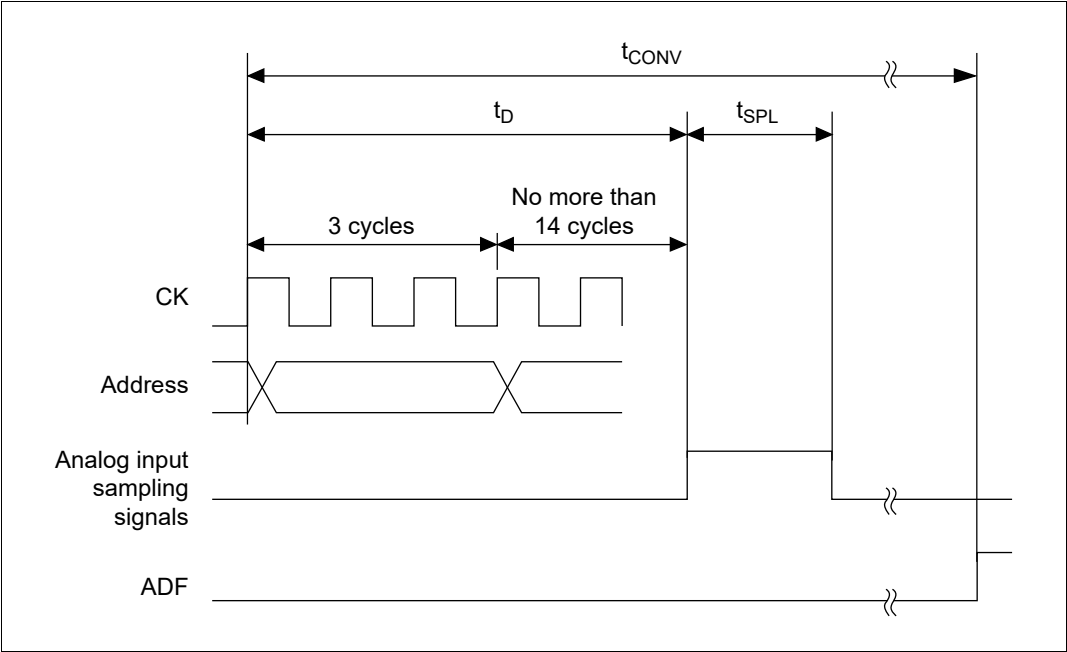 tCONV
tD
tSPL
No more than
3 cycles
14 cycles
CK
Address
Analog input
sampling
signals
ADF